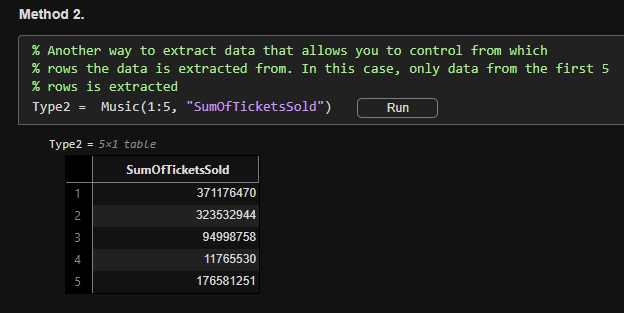 Method 2.
% Another way to extract data that allows you to control from which
% rows the data is extracted from. In this case, only data from the first 5
% rows is extracted
Type2 =  Music(1:5, "SumOfTicketsSold") Run
Type2 = 5×1 table
SumOfTicketsSold
1 371176470
2 323532944
3 94998758
4 11765530
5 176581251